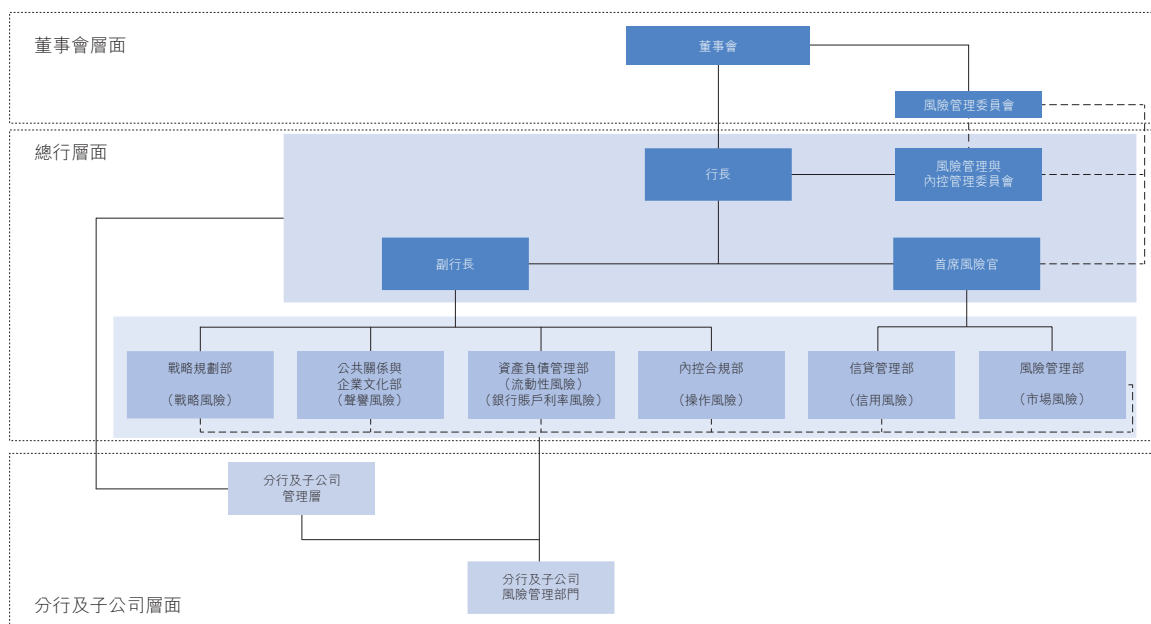 董事會層面
董事會
風險管理委員會
總行層面
行長
風險管理與
內控管理委員會
副行長
首席風險官
戰略規劃部
（戰略風險）
公共關係與
企業文化部
（聲譽風險）
資產負債管理部
（流動性風險）
（銀行賬戶利率風險）
內控合規部
（操作風險）
信貸管理部
（信用風險）
風險管理部
（市場風險）
分行及子公司
管理層
分行及子公司
風險管理部門
分行及子公司層面